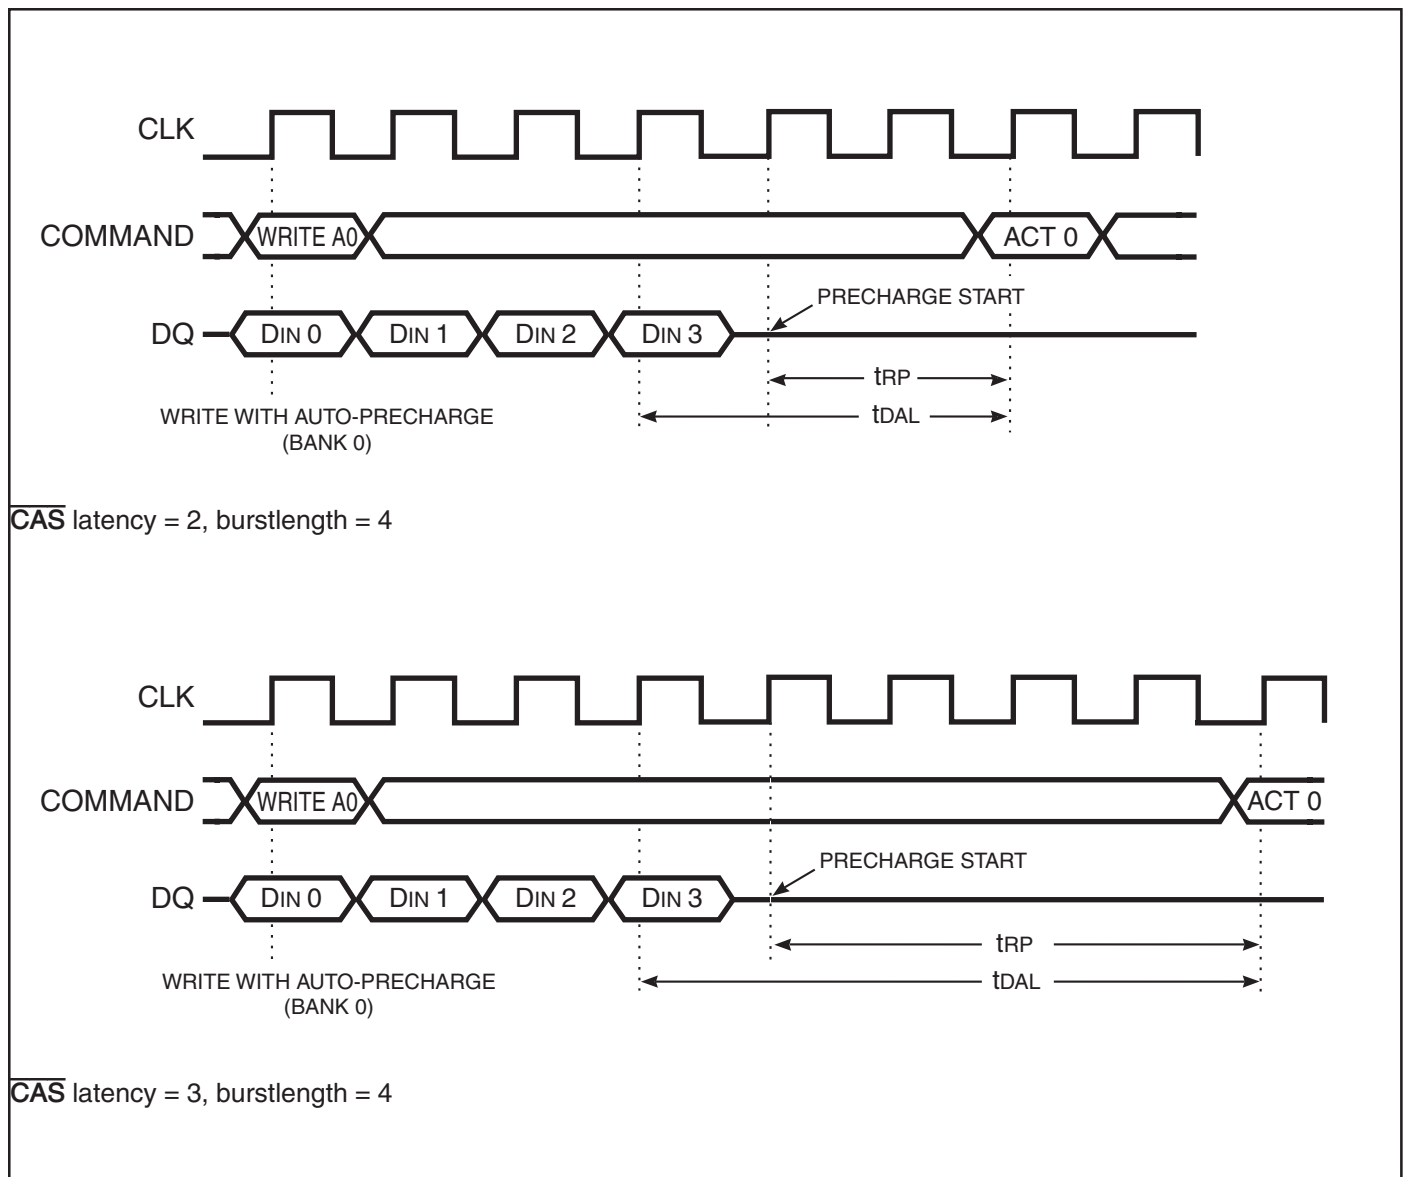 CLK
COMMAND
WRITE A0
ACT 0
PRECHARGE START
DQ
DIN 0
DIN 1
DIN 2
DIN 3
tRP
tDAL
WRITE WITH AUTO-PRECHARGE
(BANK 0)
CAS latency = 2, burstlength = 4
CLK
COMMAND
WRITE A0
ACT 0
PRECHARGE START
DQ
DIN 0
DIN 1
DIN 2
DIN 3
tRP
tDAL
WRITE WITH AUTO-PRECHARGE
(BANK 0)
CAS latency = 3, burstlength = 4